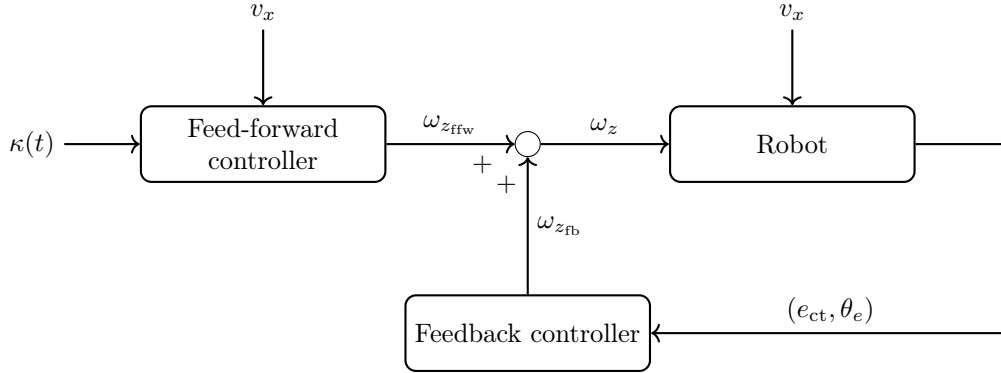 v_x
v_x
κ(t)
Feed-forward
controller
ω_{z_{ffw}}
ω_z
Robot
+
+
ω_{z_{fb}}
Feedback controller
(e_{ct}, θ_e)